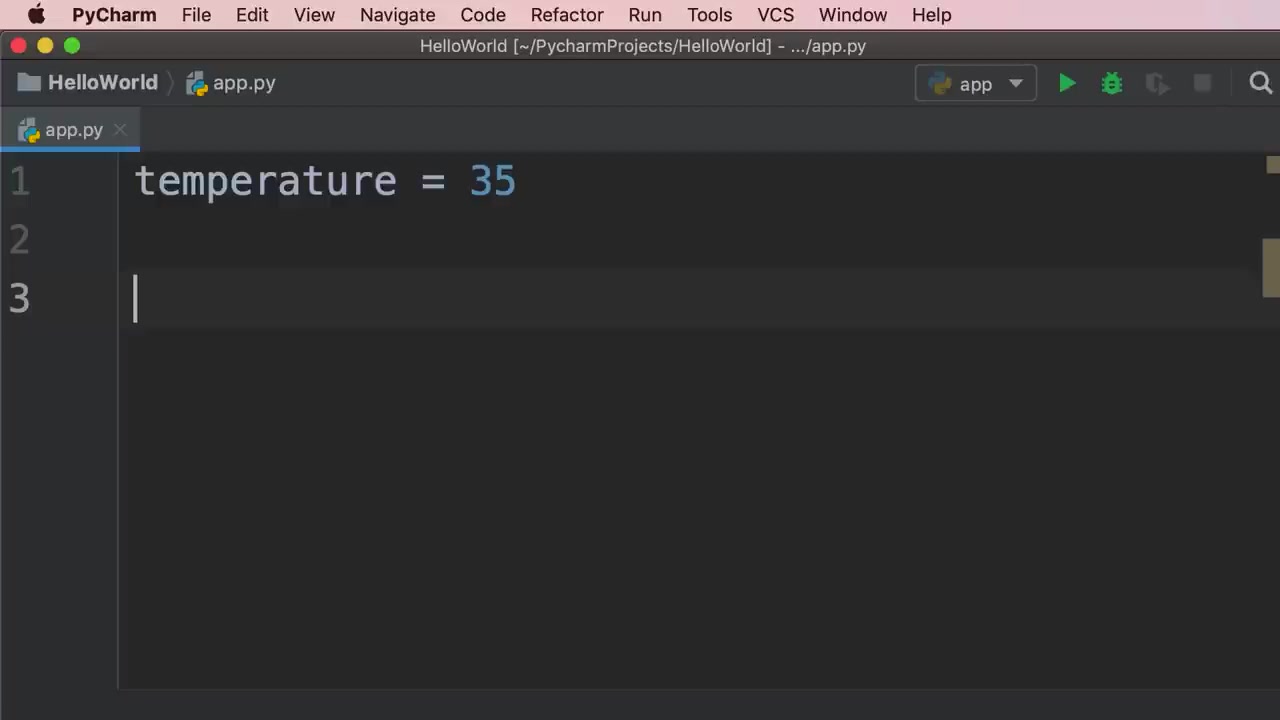 PyCharm File Edit View Navigate Code Refactor Run Tools VCS Window Help
HelloWorld [~/PycharmProjects/HelloWorld] - .../app.py
HelloWorld app.py app
app.py
1 temperature = 35
2
3